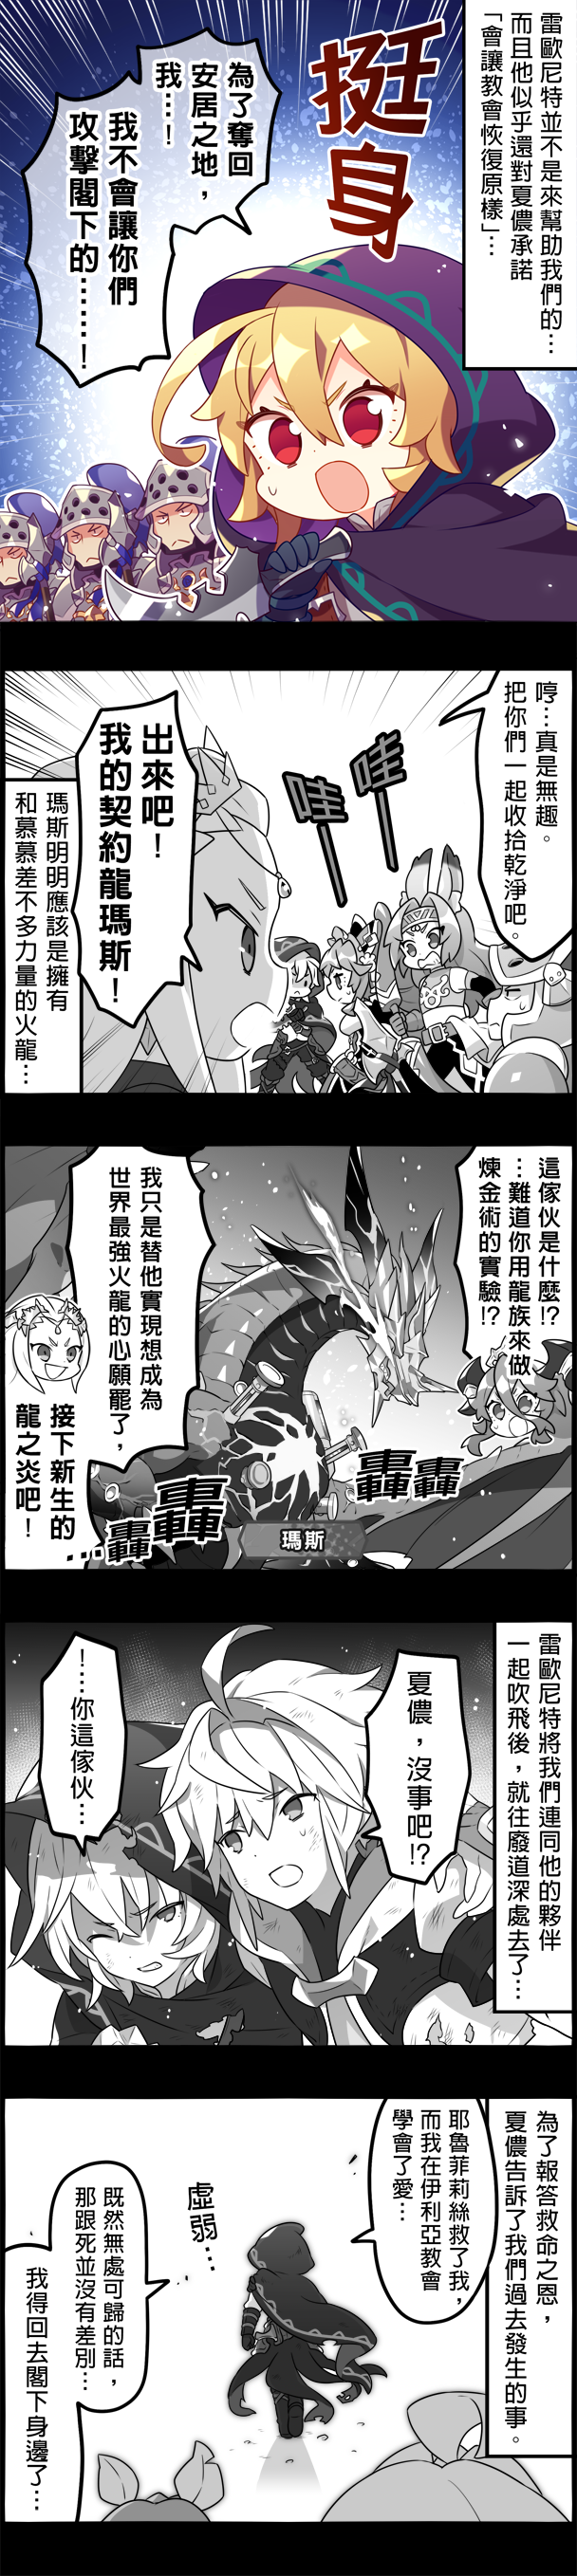 雷歐尼特並不是來幫助我們的…
而且他似乎還對夏儂承諾
「會讓教會恢復原樣」…
挺身
為了奪回
安居之地，
我…！
我不會讓你們
攻擊閣下的……！
哼…真是無趣。
把你們一起收拾乾淨吧。
哇—
哇—
出來吧！
我的契約龍瑪斯！
瑪斯明明應該是擁有
和慕慕差不多力量的火龍…
這傢伙是什麼!?
…難道你用龍族來做
煉金術的實驗!?
我只是替他實現想成為
世界最強火龍的心願罷了，
接下新生的
龍之炎吧！
轟轟
轟轟…
瑪斯
雷歐尼特將我們連同他的夥伴
一起吹飛後，就往廢道深處去了…
夏儂，沒事吧!?
！…你這傢伙…
為了報答救命之恩，
夏儂告訴了我們過去發生的事。
耶魯菲莉絲救了我，
而我在伊利亞教會
學會了愛…
虛弱…
既然無處可歸的話，
那跟死並沒有差別…
我得回去閣下身邊了…